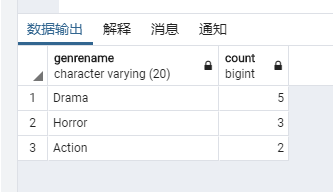 数据输出 解释 消息 通知
genrename count
character varying (20) bigint
1 Drama 5
2 Horror 3
3 Action 2